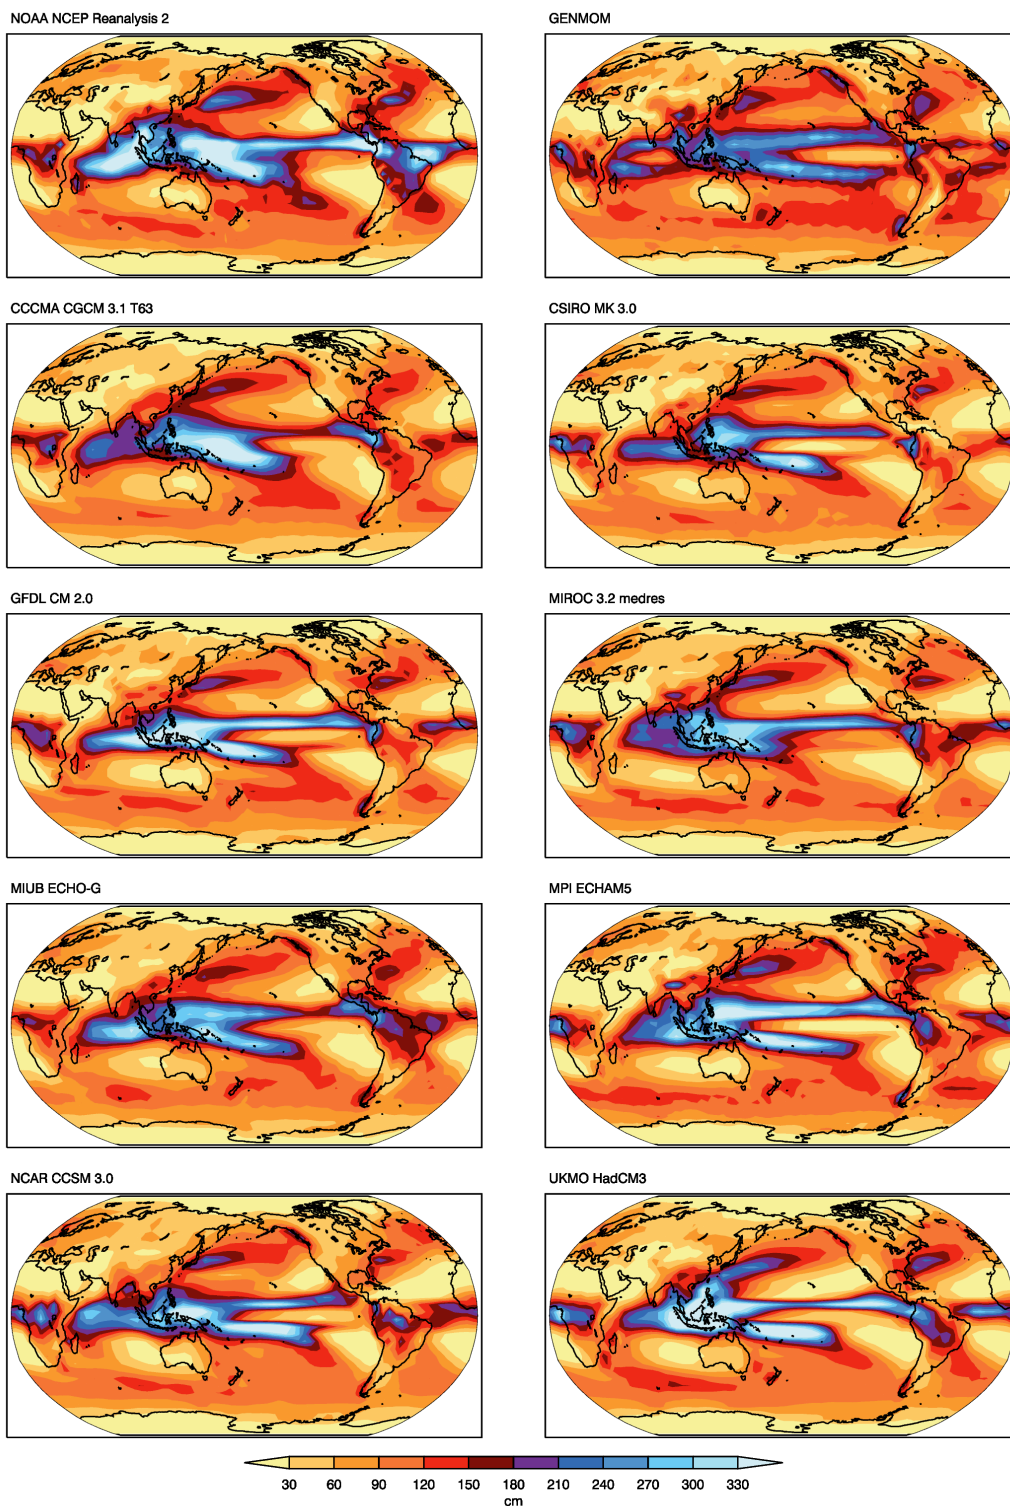 NOAA NCEP Reanalysis 2
GENMOM
CCCMA CGCM 3.1 T63
CSIRO MK 3.0
GFDL CM 2.0
MIROC 3.2 medres
MIUB ECHO-G
MPI ECHAM5
NCAR CCSM 3.0
UKMO HadCM3
30 60 90 120 150 180 210 240 270 300 330
cm